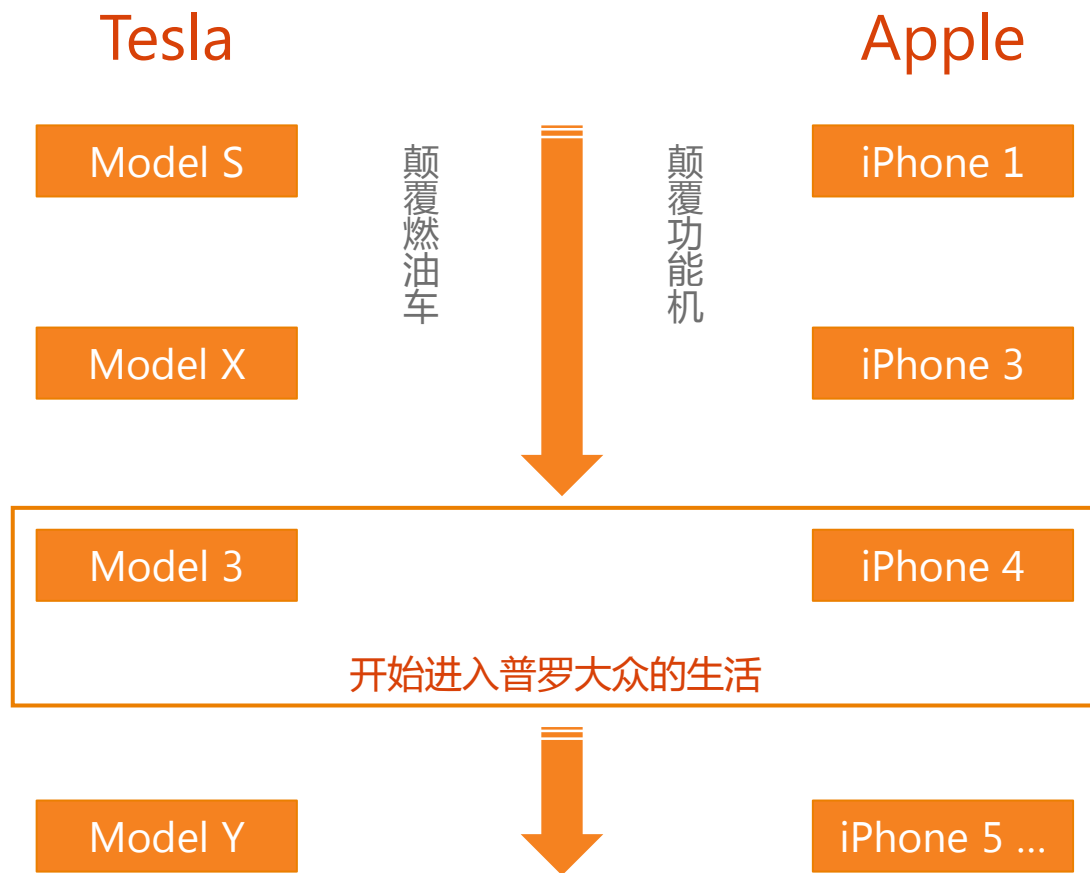 Tesla
Apple
Model S
颠覆燃油车
颠覆功能机
iPhone 1
Model X
iPhone 3
Model 3
iPhone 4
开始进入普罗大众的生活
Model Y
iPhone 5 ...